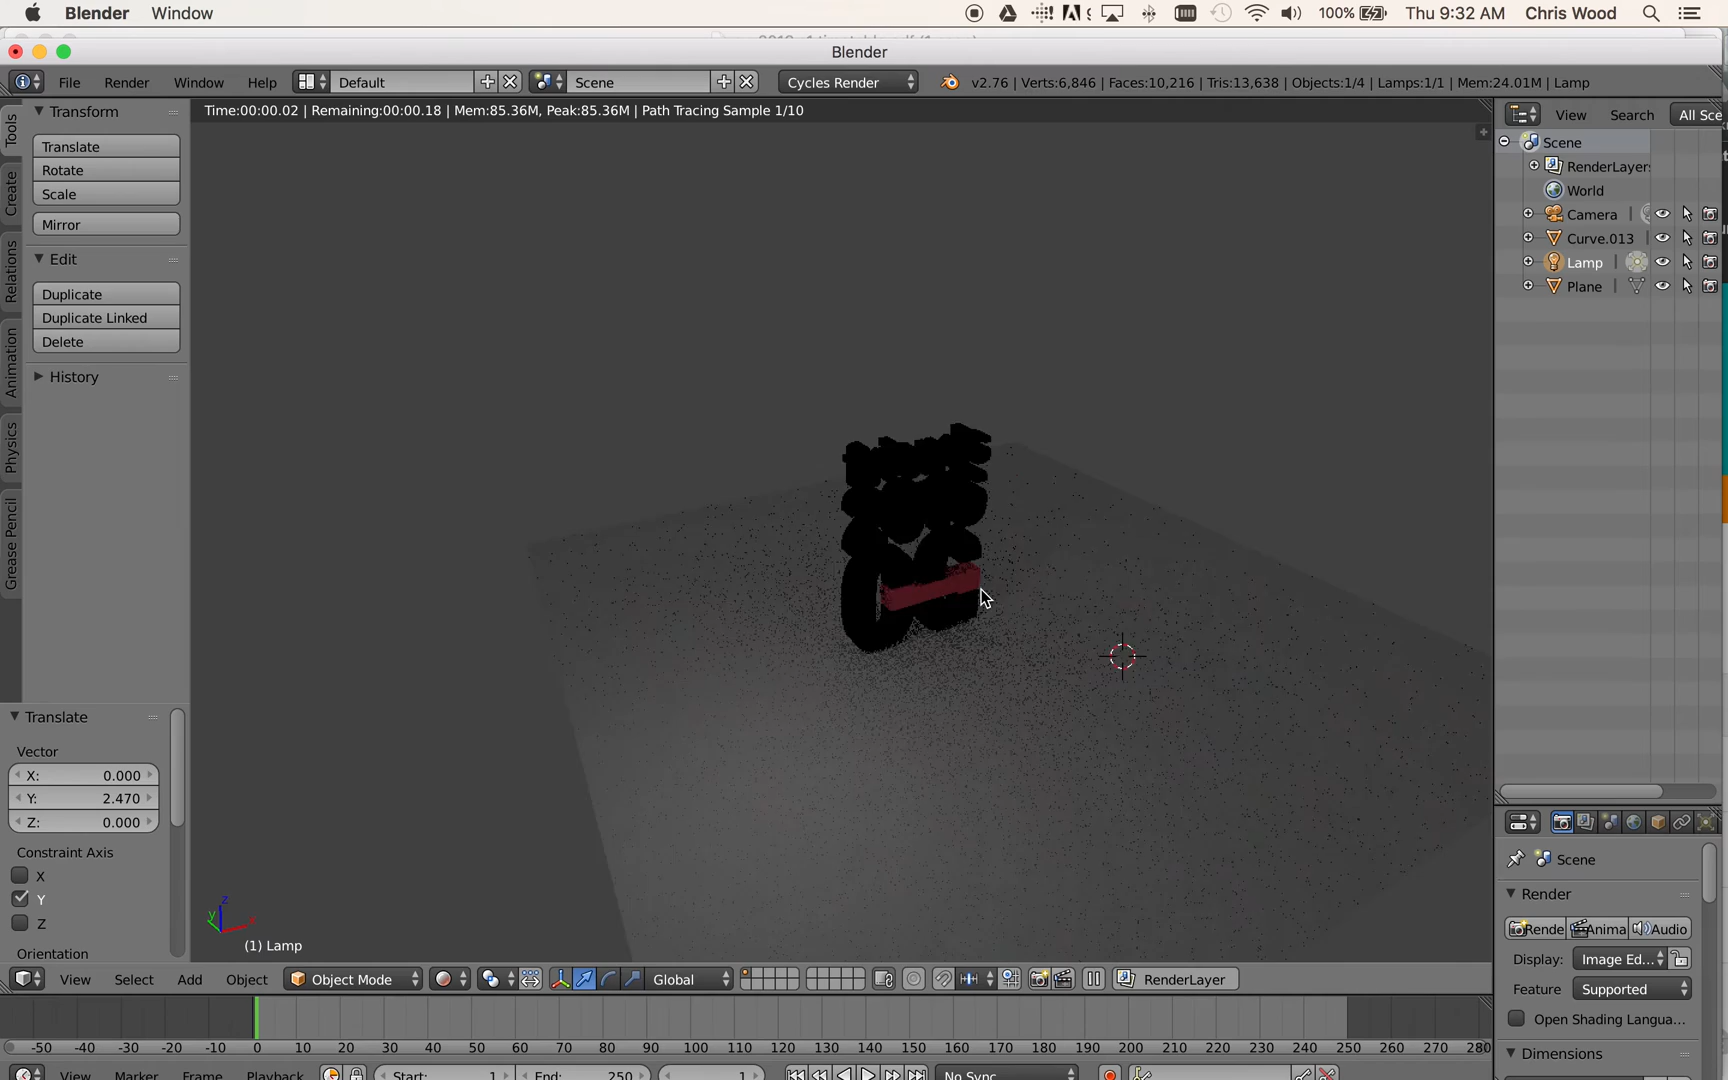 Blender Window 100% Thu 9:32 AM Chris Wood
Blender
File Render Window Help Default Scene Cycles Render v2.76 | Verts:6,846 | Faces:10,216 | Tris:13,638 | Objects:1/4 | Lamps:1/1 | Mem:24.01M | Lamp
Time:00:00.02 | Remaining:00:00.18 | Mem:85.36M, Peak:85.36M | Path Tracing Sample 1/10
Tools
Create
Relations
Animation
Physics
Grease Pencil
Transform
Translate
Rotate
Scale
Mirror
Edit
Duplicate
Duplicate Linked
Delete
History
Translate
Vector
X: 0.000
Y: 2.470
Z: 0.000
Constraint Axis
X
Y
Z
Orientation
z
y
(1) Lamp
View Search All Sce
Scene
RenderLayer
World
Camera
Curve.013
Lamp
Plane
Scene
Render
Rende Anima Audio
Display: Image Ed...
Feature Supported
Open Shading Langua...
Dimensions
View Select Add Object Object Mode Global RenderLayer
-50 -40 -30 -20 -10 0 10 20 30 40 50 60 70 80 90 100 110 120 130 140 150 160 170 180 190 200 210 220 230 240 250 260 270 280
View Marker Frame Playback Start: 1 End: 250 1 No Sync